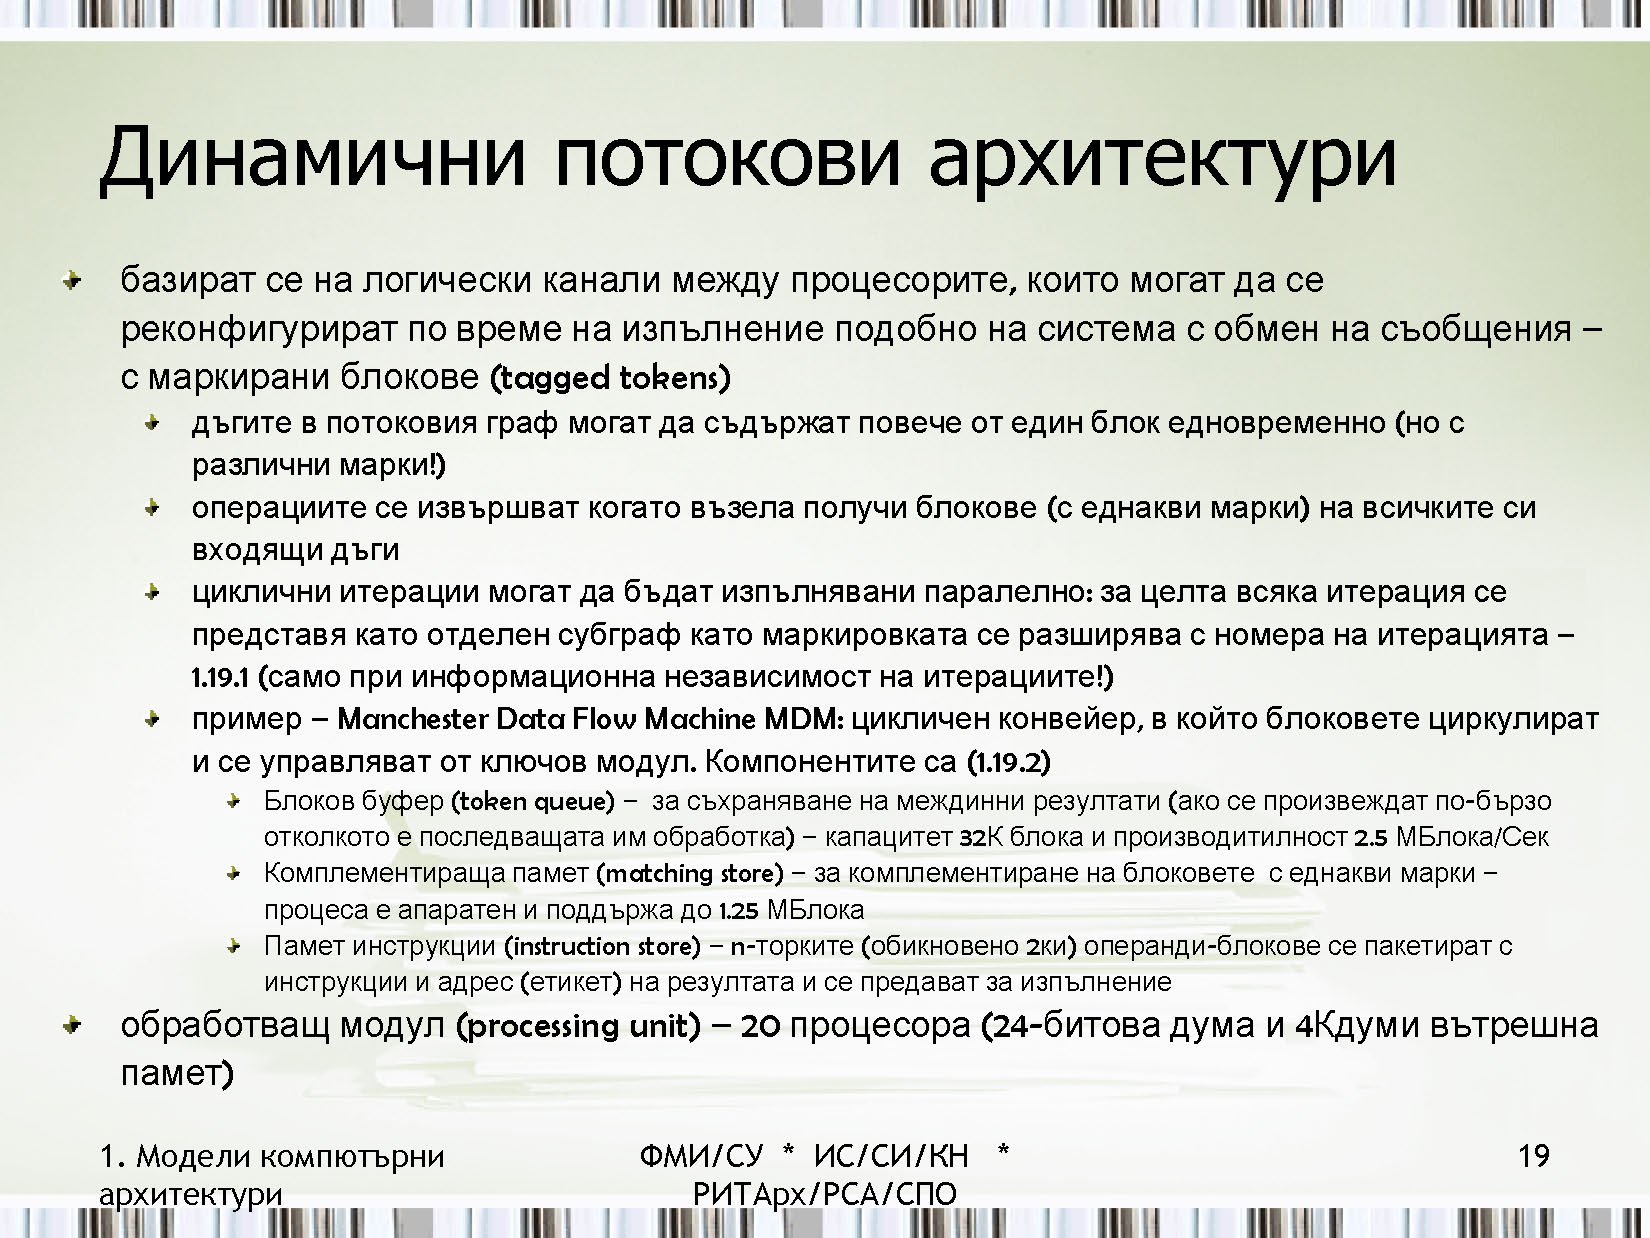 Динамични потокови архитектури
базират се на логически канали между процесорите, които могат да се
реконфигурират по време на изпълнение подобно на система с обмен на съобщения –
с маркирани блокове (tagged tokens)
дъгите в потоковия граф могат да съдържат повече от един блок едновременно (но с
различни марки!)
операциите се извършват когато възела получи блокове (с еднакви марки) на всичките си
входящи дъги
циклични итерации могат да бъдат изпълнявани паралелно: за целта всяка итерация се
представя като отделен субграф като маркировката се разширява с номера на итерацията –
1.19.1 (само при информационна независимост на итерациите!)
пример – Manchester Data Flow Machine MDM: цикличен конвейер, в който блоковете циркулират
и се управляват от ключов модул. Компонентите са (1.19.2)
Блоков буфер (token queue) – за съхраняване на междинни резултати (ако се произвеждат по-бързо
отколкото е последващата им обработка) – капацитет 32К блока и производитилност 2.5 МБлока/Сек
Комплементираща памет (matching store) – за комплементиране на блоковете с еднакви марки –
процеса е апаратен и поддържа до 1.25 МБлока
Памет инструкции (instruction store) – n-торките (обикновено 2ки) операнди-блокове се пакетират с
инструкции и адрес (етикет) на резултата и се предават за изпълнение
обработващ модул (processing unit) – 20 процесора (24-битова дума и 4Кдуми вътрешна
памет)
1. Модели компютърни
архитектури
ФМИ/СУ * ИС/СИ/КН *
РИТАрх/РСА/СПО
19